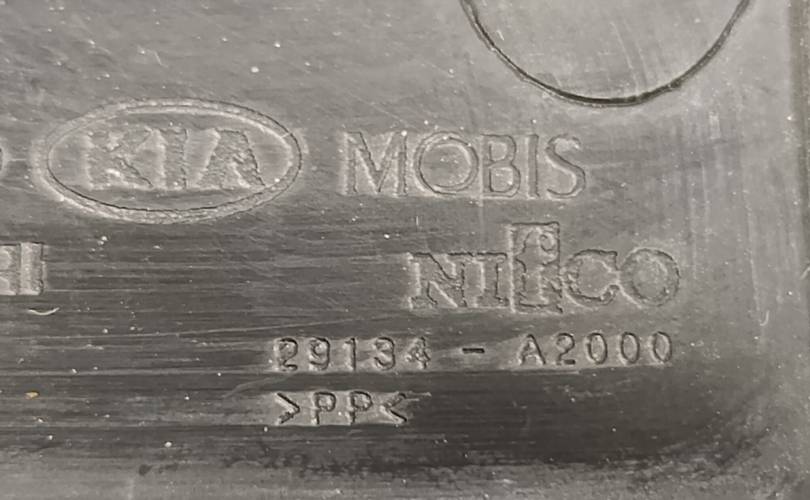 KIA MOBIS
NIfCO
29134 - A2000
>PP<